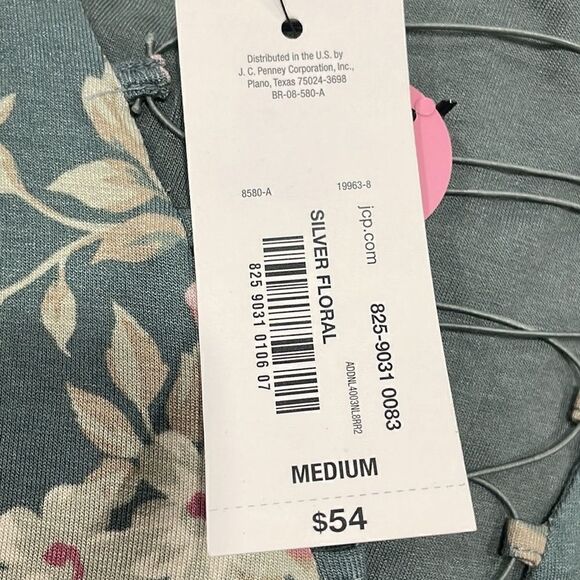 Distributed in the U.S. by
J. C. Penney Corporation, Inc.,
Plano, Texas 75024-3698
BR-08-580-A
8580-A
19963-8
jcp.com
SILVER FLORAL
825 9031 0106 07
825-9031 0083
ADDNL4003NL8RR2
MEDIUM
$54